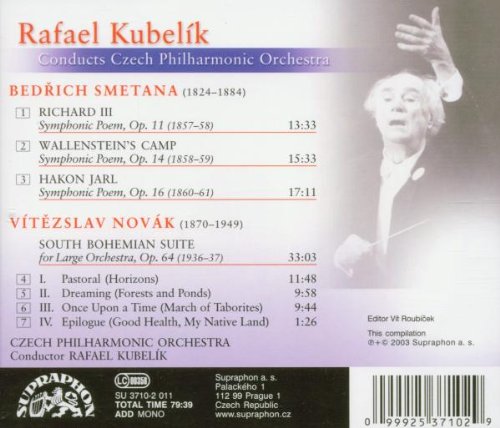 Rafael Kubelík
Conducts Czech Philharmonic Orchestra
BEDŘICH SMETANA (1824–1884)
1 RICHARD III
Symphonic Poem, Op. 11 (1857–58) 13:33
2 WALLENSTEIN'S CAMP
Symphonic Poem, Op. 14 (1858–59) 15:33
3 HAKON JARL
Symphonic Poem, Op. 16 (1860–61) 17:11
VÍTĚZSLAV NOVÁK (1870–1949)
SOUTH BOHEMIAN SUITE
for Large Orchestra, Op. 64 (1936–37) 33:03
4 I. Pastoral (Horizons) 11:48
5 II. Dreaming (Forests and Ponds) 9:58
6 III. Once Upon a Time (March of Taborites) 9:44
7 IV. Epilogue (Good Health, My Native Land) 1:26
CZECH PHILHARMONIC ORCHESTRA
Conductor RAFAEL KUBELÍK
Editor Vít Roubíček
This compilation
℗+© 2003 Supraphon a. s.
SUPRAPHON
LC 00358
SU 3710-2 011
TOTAL TIME 79:39
ADD MONO
Supraphon a. s.
Palackého 1
112 99 Prague 1
Czech Republic
www.supraphon.cz
0 99925 37102 9